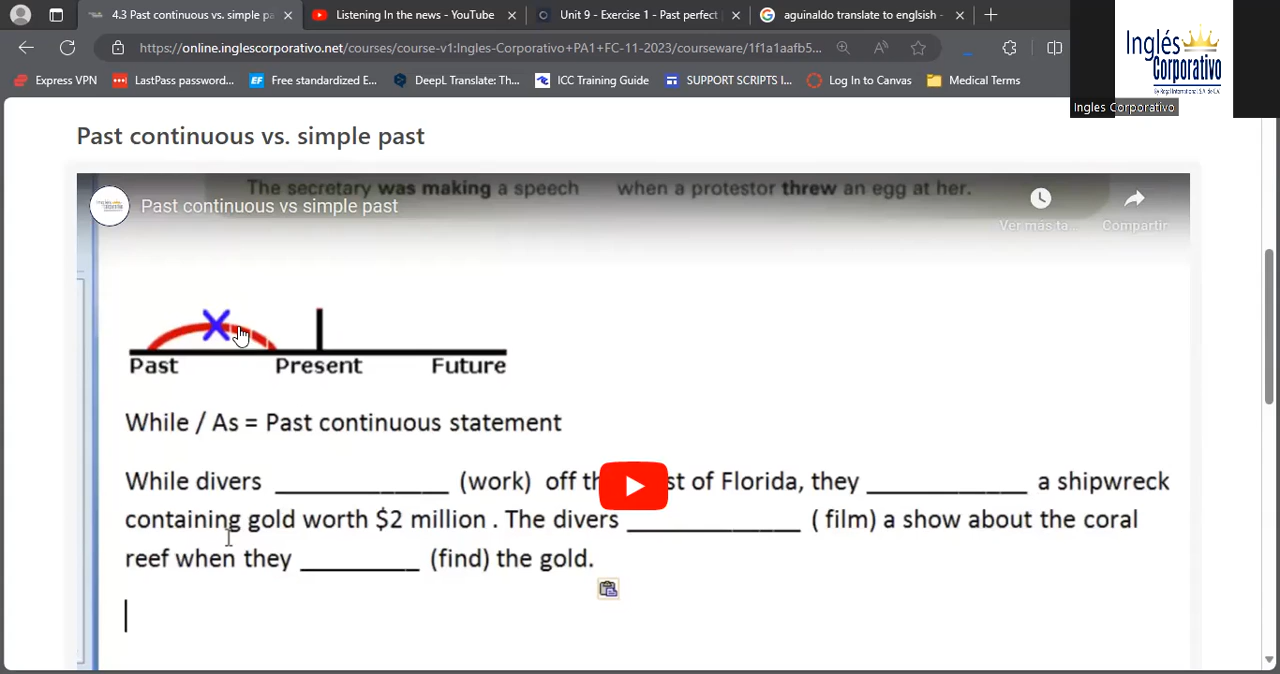 4.3 Past continuous vs. simple pa
Listening In the news - YouTube
Unit 9 - Exercise 1 - Past perfect
aguinaldo translate to englsish -
https://online.inglescorporativo.net/courses/course-v1:Ingles-Corporativo+PA1+FC-11-2023/courseware/1f1a1aafb5...
Express VPN
LastPass password...
Free standardized E...
DeepL Translate: Th...
ICC Training Guide
SUPPORT SCRIPTS I...
Log In to Canvas
Medical Terms
Inglés
Corporativo
Ingles Corporativo
Past continuous vs. simple past
The secretary was making a speech when a protestor threw an egg at her.
Past continuous vs simple past
Ver más ta...
Compartir
Past Present Future
While / As = Past continuous statement
While divers _____________ (work) off th st of Florida, they ____________ a shipwreck
containing gold worth $2 million . The divers _____________ ( film) a show about the coral
reef when they _________ (find) the gold.